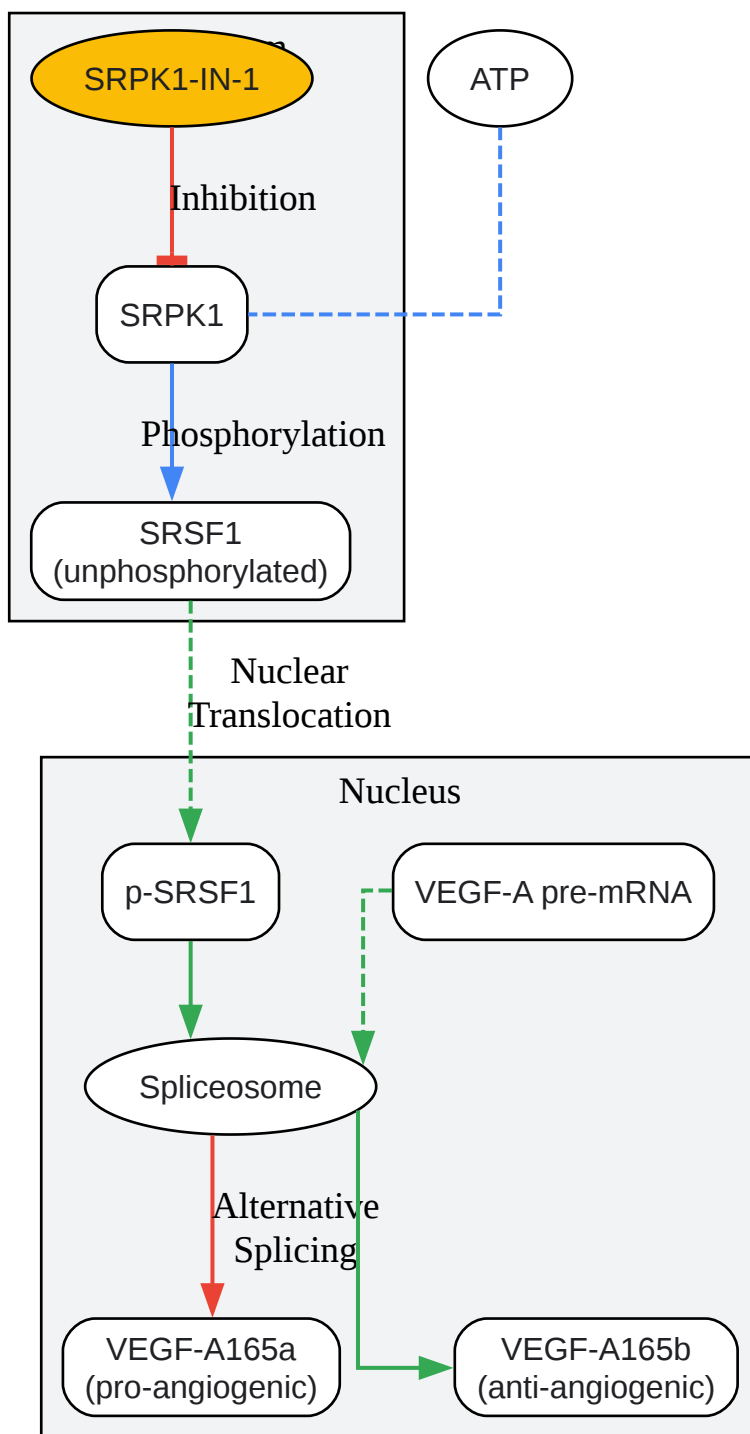 SRPK1-IN-1
ATP
Inhibition
SRPK1
Phosphorylation
SRSF1
(unphosphorylated)
Nuclear
Translocation
Nucleus
p-SRSF1
VEGF-A pre-mRNA
Spliceosome
Alternative
Splicing
VEGF-A165a
(pro-angiogenic)
VEGF-A165b
(anti-angiogenic)